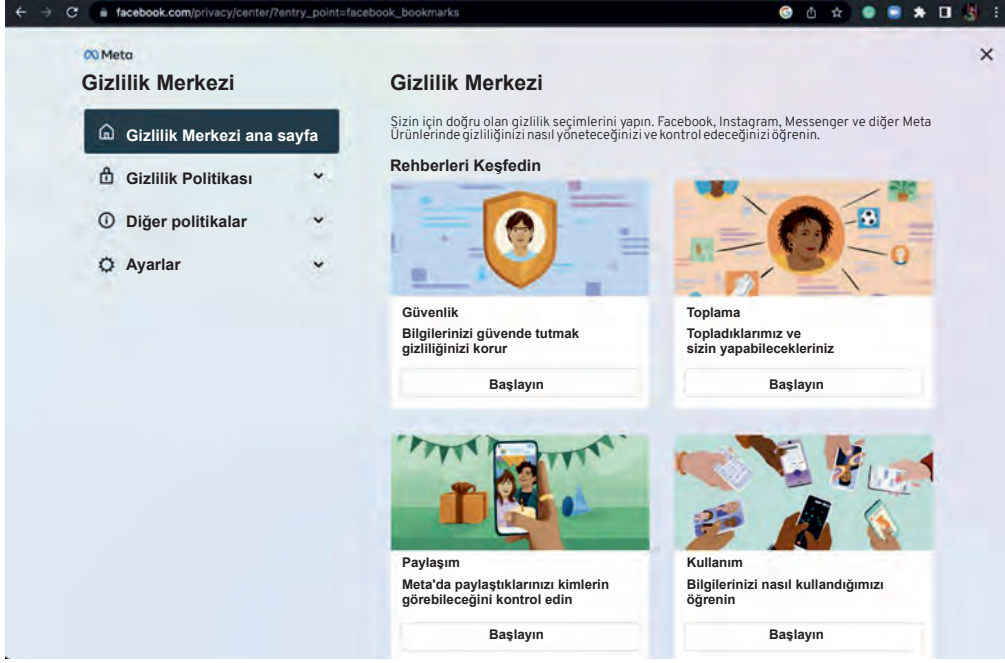 facebook.com/privacy/center/?entry_point=facebook_bookmarks
Meta
Gizlilik Merkezi
Gizlilik Merkezi ana sayfa
Gizlilik Politikası
Diğer politikalar
Ayarlar
Gizlilik Merkezi
Sizin için doğru olan gizlilik seçimlerini yapın. Facebook, Instagram, Messenger ve diğer Meta
Ürünlerinde gizliliğinizi nasıl yöneteceğinizi ve kontrol edeceğinizi öğrenin.
Rehberleri Keşfedin
Güvenlik
Bilgilerinizi güvende tutmak
gizliliğinizi korur
Başlayın
Toplama
Topladıklarımız ve
sizin yapabilecekleriniz
Başlayın
Paylaşım
Meta'da paylaştıklarınızı kimlerin
görebileceğini kontrol edin
Başlayın
Kullanım
Bilgilerinizi nasıl kullandığımızı
öğrenin
Başlayın